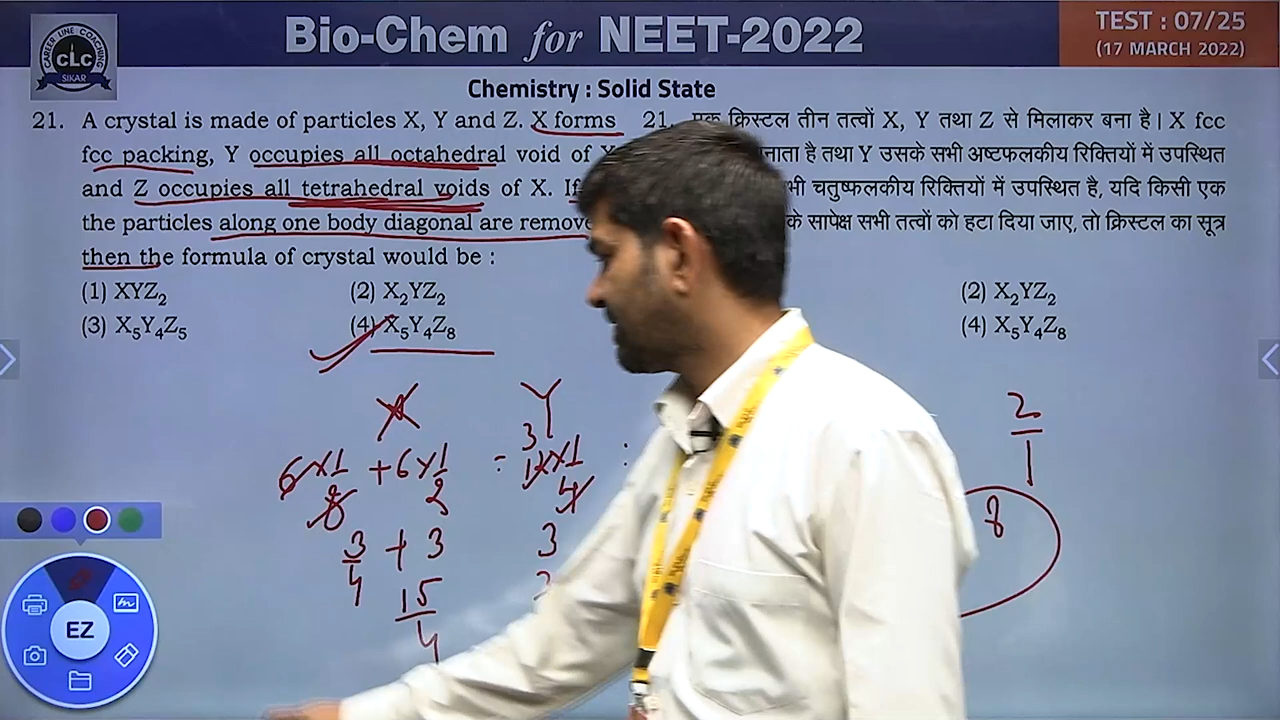 CAREER LINE COACHING
CLC
SIKAR
Bio-Chem for NEET-2022
TEST : 07/25
(17 MARCH 2022)
Chemistry : Solid State
21. A crystal is made of particles X, Y and Z. X forms
fcc packing, Y occupies all octahedral void of X
and Z occupies all tetrahedral voids of X. If
the particles along one body diagonal are remove
then the formula of crystal would be :
(1) XYZ₂ (2) X₂YZ₂
(3) X₅Y₄Z₅ (4) X₅Y₄Z₈
21. एक क्रिस्टल तीन तत्वों X, Y तथा Z से मिलाकर बना है। X fcc
नाता है तथा Y उसके सभी अष्टफलकीय रिक्तियों में उपस्थित
भी चतुष्फलकीय रिक्तियों में उपस्थित है, यदि किसी एक
के सापेक्ष सभी तत्वों को हटा दिया जाए, तो क्रिस्टल का सूत्र
(2) X₂YZ₂
(4) X₅Y₄Z₈
X Y
6×1/8 + 6×1/2 = 12×1/4 :
3
3/4 + 3 3
15/4
2/1
8
EZ